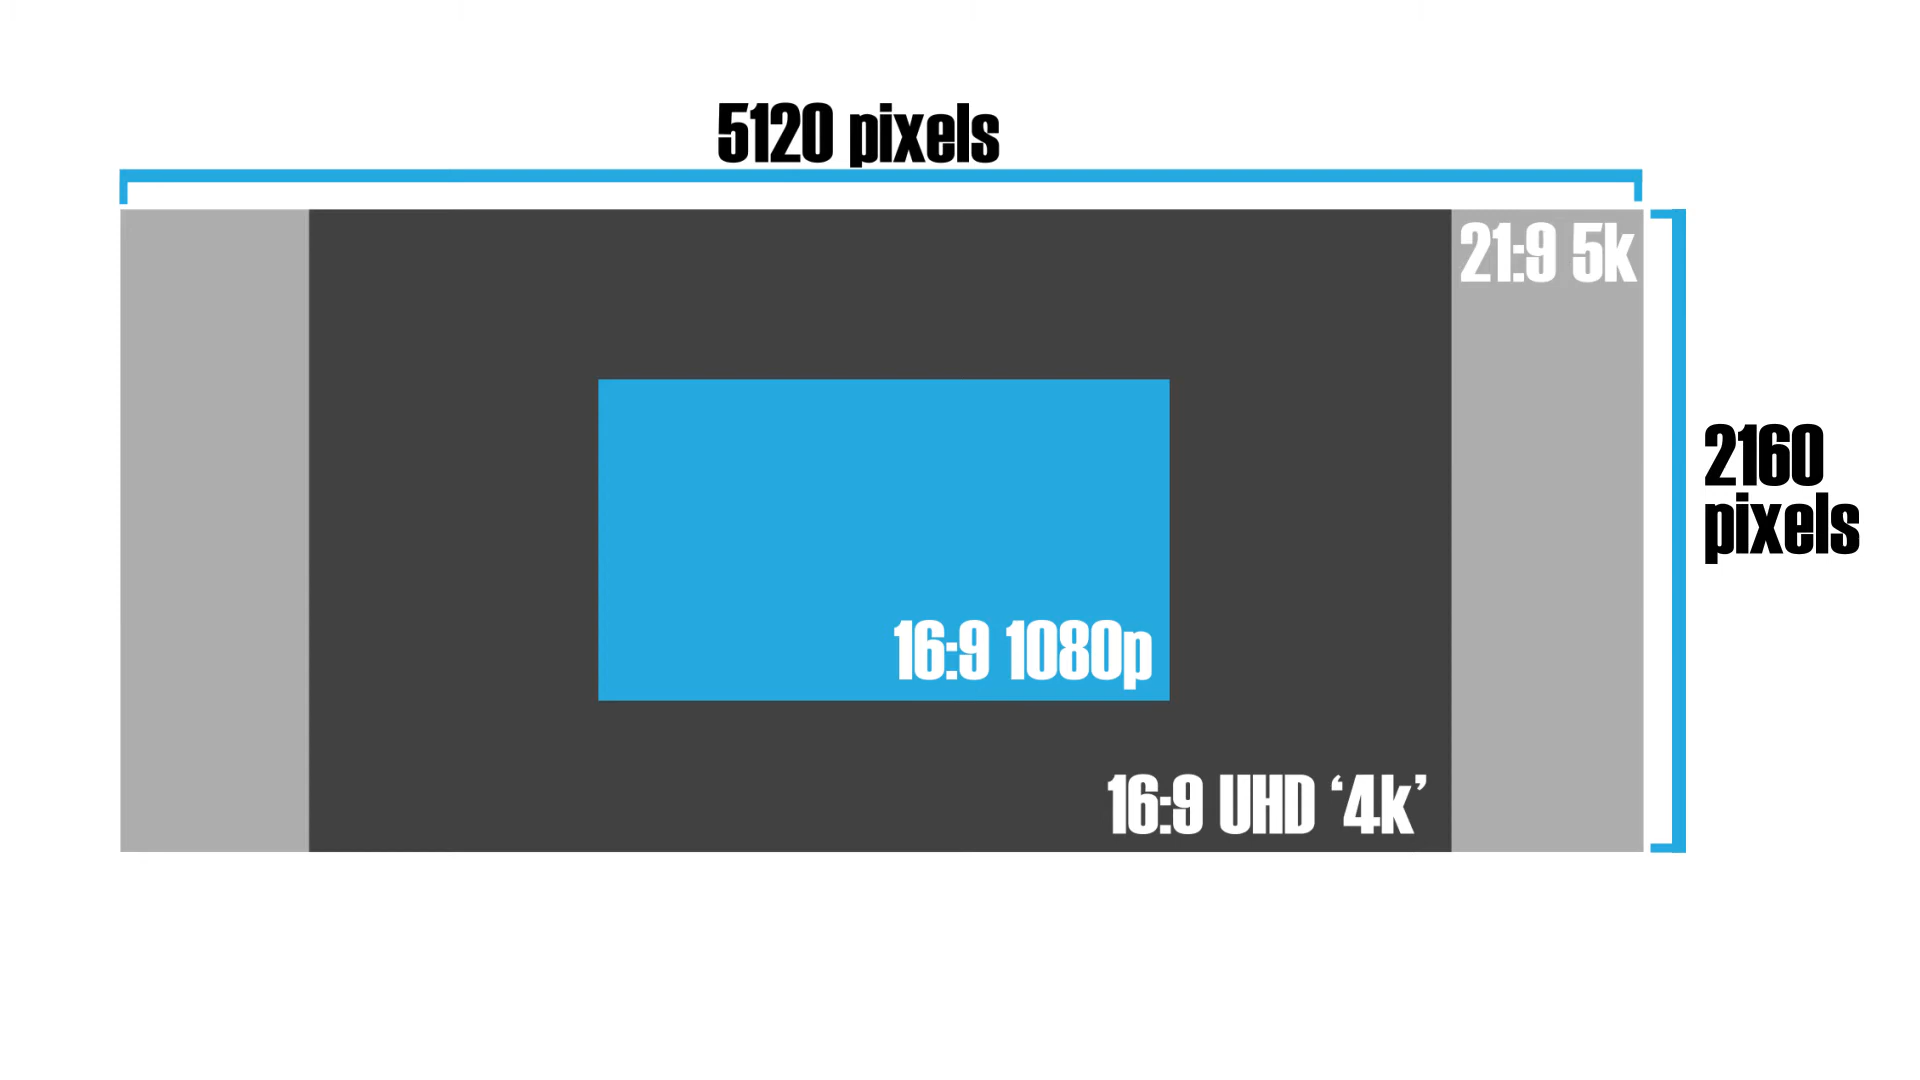 5120 pixels
21:9 5k
2160
pixels
16:9 1080p
16:9 UHD ‘4k’